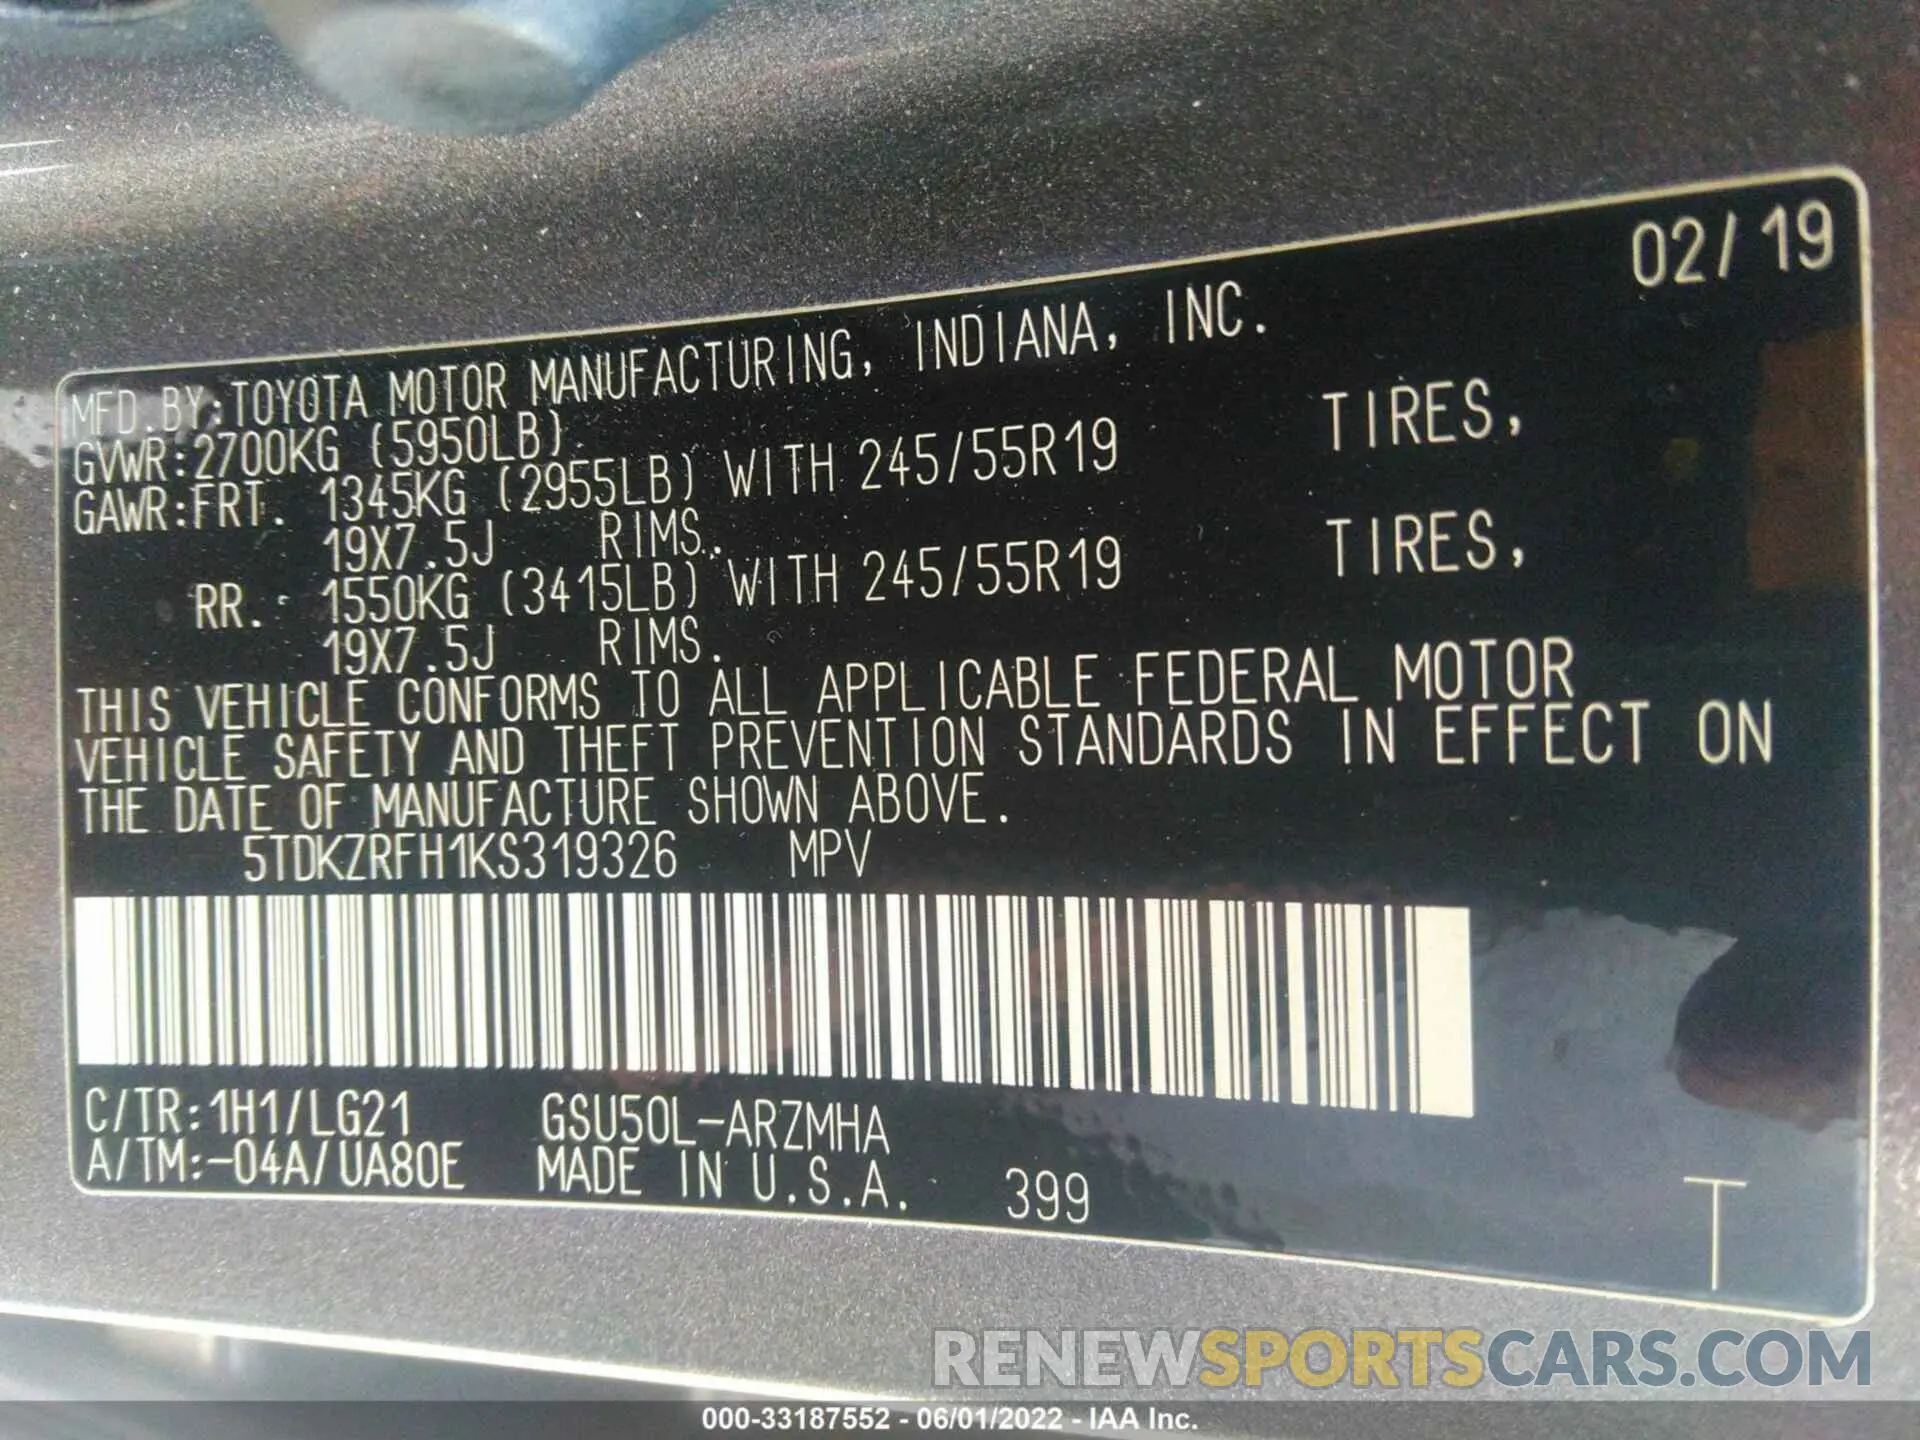 02/19
MFD.BY:TOYOTA MOTOR MANUFACTURING, INDIANA, INC.
GVWR:2700KG (5950LB)
GAWR:FRT. 1345KG (2955LB) WITH 245/55R19 TIRES,
19X7.5J RIMS.
RR. 1550KG (3415LB) WITH 245/55R19 TIRES,
19X7.5J RIMS.
THIS VEHICLE CONFORMS TO ALL APPLICABLE FEDERAL MOTOR
VEHICLE SAFETY AND THEFT PREVENTION STANDARDS IN EFFECT ON
THE DATE OF MANUFACTURE SHOWN ABOVE.
5TDKZRFH1KS319326 MPV
C/TR:1H1/LG21 GSU50L-ARZMHA
A/TM:-04A/UA80E MADE IN U.S.A. 399
T
RENEWSPORTSCARS.COM
000-33187552 - 06/01/2022 - IAA Inc.